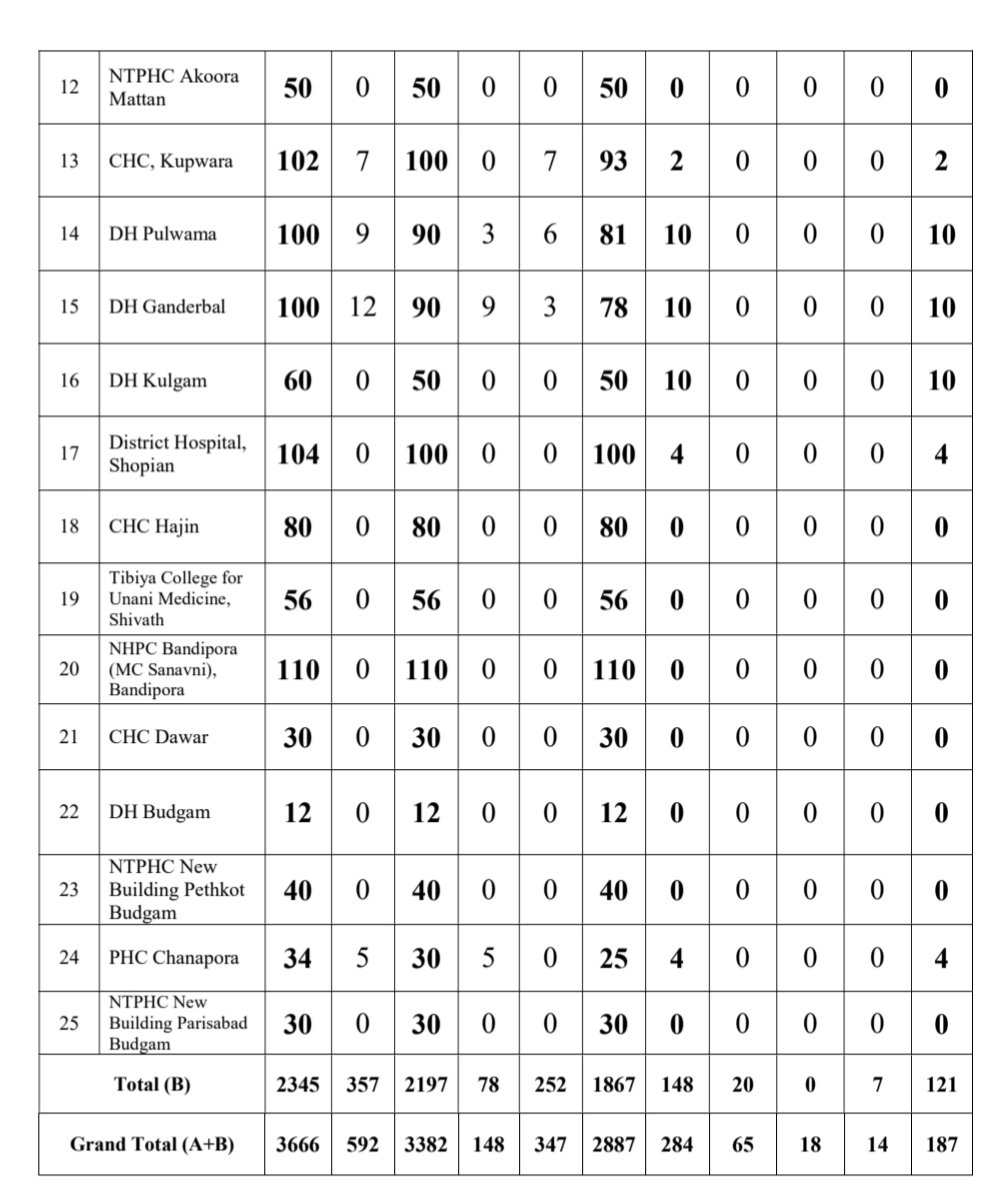 12 NTPHC Akoora Mattan 50 0 50 0 0 50 0 0 0 0 0
13 CHC, Kupwara 102 7 100 0 7 93 2 0 0 0 2
14 DH Pulwama 100 9 90 3 6 81 10 0 0 0 10
15 DH Ganderbal 100 12 90 9 3 78 10 0 0 0 10
16 DH Kulgam 60 0 50 0 0 50 10 0 0 0 10
17 District Hospital, Shopian 104 0 100 0 0 100 4 0 0 0 4
18 CHC Hajin 80 0 80 0 0 80 0 0 0 0 0
19 Tibiya College for Unani Medicine, Shivath 56 0 56 0 0 56 0 0 0 0 0
20 NHPC Bandipora (MC Sanavni), Bandipora 110 0 110 0 0 110 0 0 0 0 0
21 CHC Dawar 30 0 30 0 0 30 0 0 0 0 0
22 DH Budgam 12 0 12 0 0 12 0 0 0 0 0
23 NTPHC New Building Pethkot Budgam 40 0 40 0 0 40 0 0 0 0 0
24 PHC Chanapora 34 5 30 5 0 25 4 0 0 0 4
25 NTPHC New Building Parisabad Budgam 30 0 30 0 0 30 0 0 0 0 0
Total (B) 2345 357 2197 78 252 1867 148 20 0 7 121
Grand Total (A+B) 3666 592 3382 148 347 2887 284 65 18 14 187